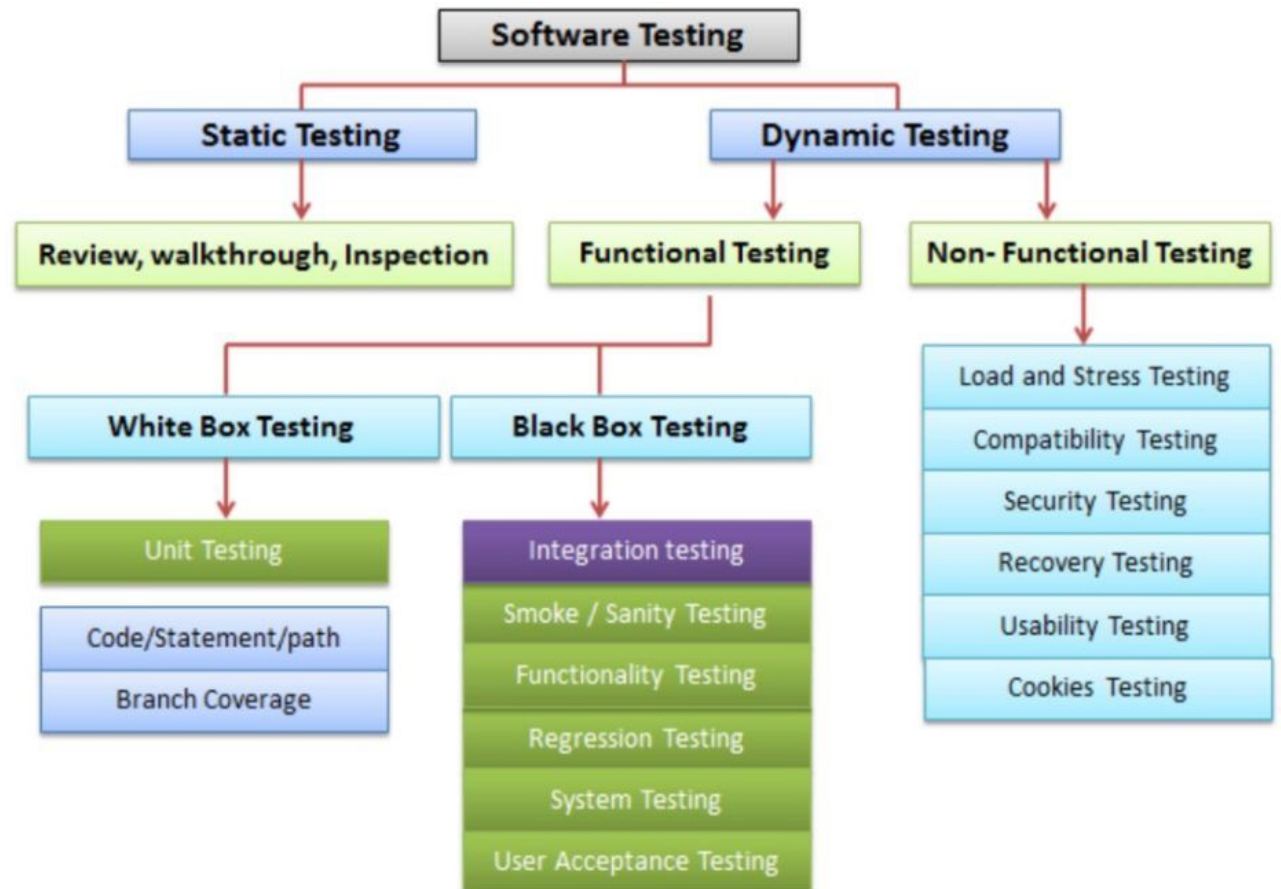 Software Testing
Static Testing
Dynamic Testing
Review, walkthrough, Inspection
Functional Testing
Non- Functional Testing
White Box Testing
Black Box Testing
Unit Testing
Code/Statement/path
Branch Coverage
Integration testing
Smoke / Sanity Testing
Functionality Testing
Regression Testing
System Testing
User Acceptance Testing
Load and Stress Testing
Compatibility Testing
Security Testing
Recovery Testing
Usability Testing
Cookies Testing